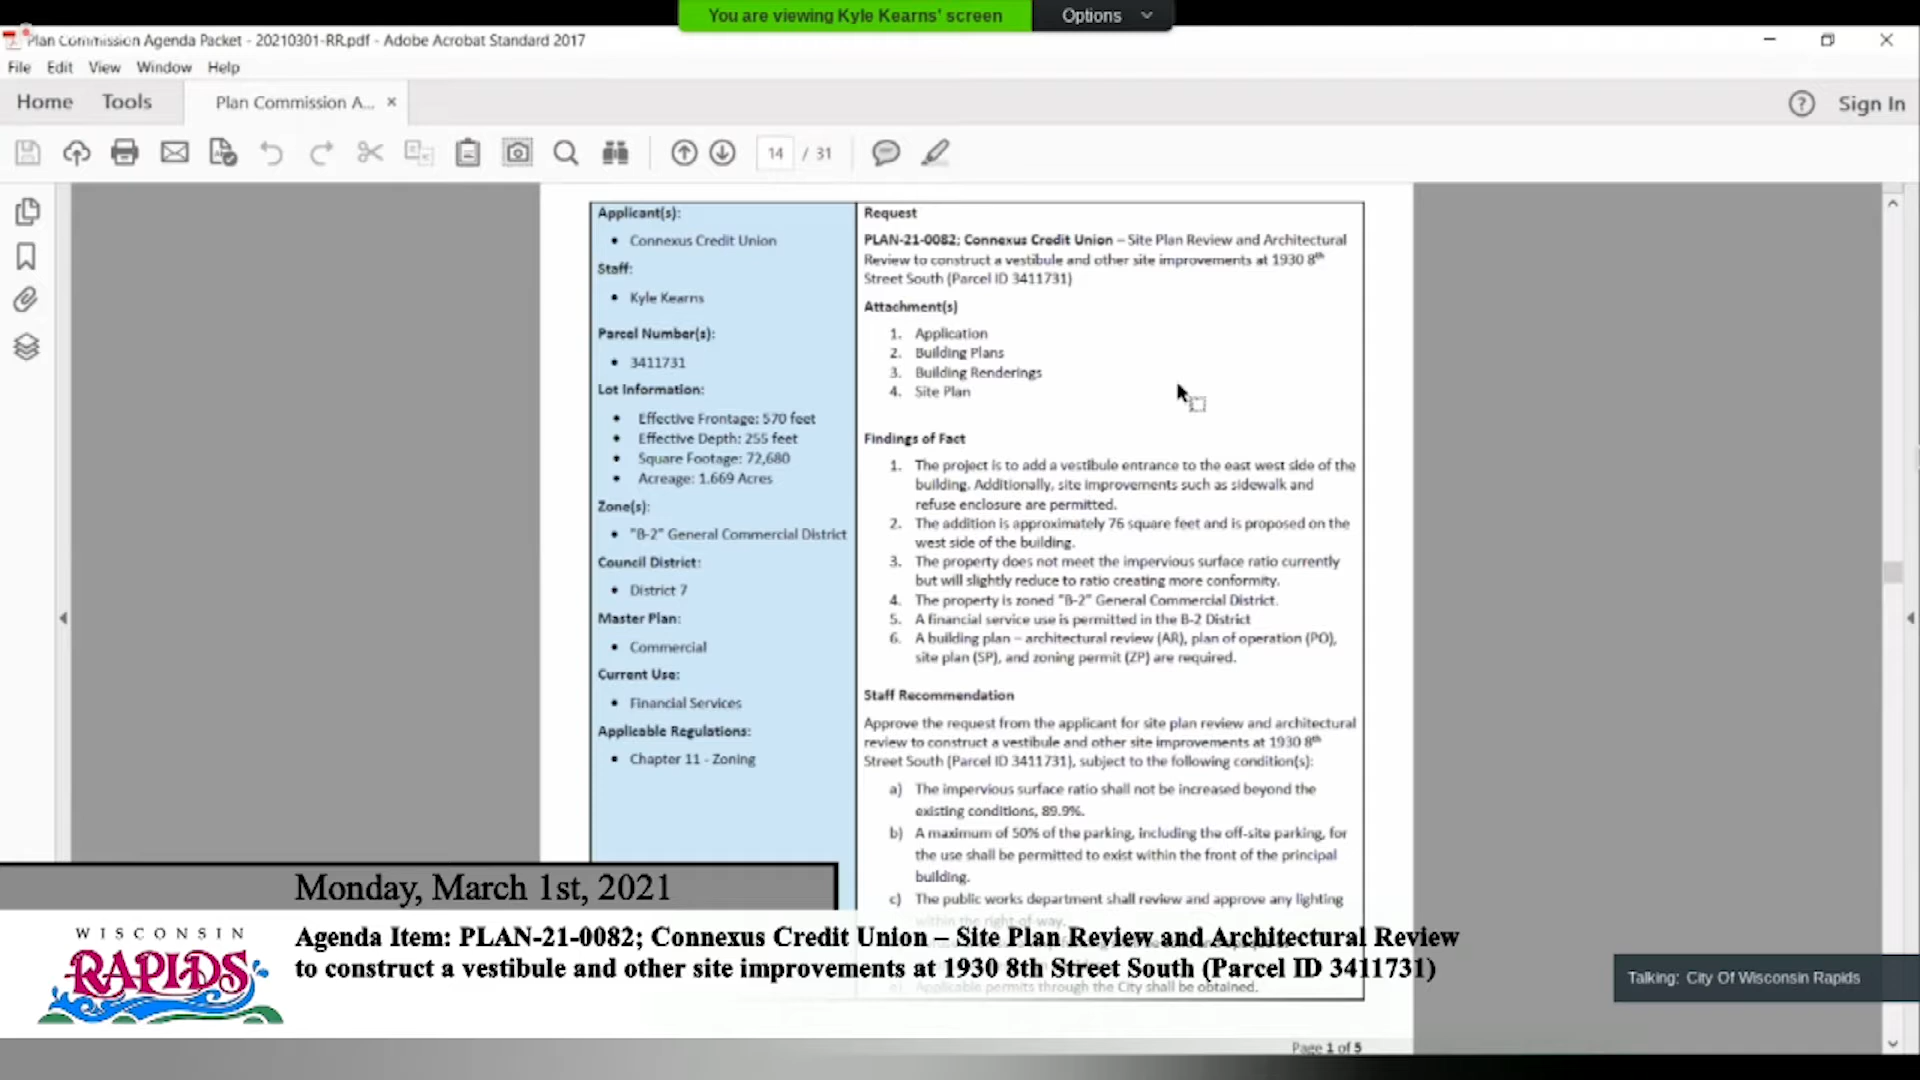 You are viewing Kyle Kearns' screen
Options
Plan Commission Agenda Packet - 20210301-RR.pdf - Adobe Acrobat Standard 2017
File Edit View Window Help
Home Tools Plan Commission A... ×
? Sign In
14 / 31
Applicant(s):
• Connexus Credit Union
Staff:
• Kyle Kearns
Parcel Number(s):
• 3411731
Lot Information:
• Effective Frontage: 570 feet
• Effective Depth: 255 feet
• Square Footage: 72,680
• Acreage: 1.669 Acres
Zone(s):
• "B-2" General Commercial District
Council District:
• District 7
Master Plan:
• Commercial
Current Use:
• Financial Services
Applicable Regulations:
• Chapter 11 - Zoning
Request
PLAN-21-0082; Connexus Credit Union – Site Plan Review and Architectural
Review to construct a vestibule and other site improvements at 1930 8th
Street South (Parcel ID 3411731)
Attachment(s)
1. Application
2. Building Plans
3. Building Renderings
4. Site Plan
Findings of Fact
1. The project is to add a vestibule entrance to the east west side of the
building. Additionally, site improvements such as sidewalk and
refuse enclosure are permitted.
2. The addition is approximately 76 square feet and is proposed on the
west side of the building.
3. The property does not meet the impervious surface ratio currently
but will slightly reduce to ratio creating more conformity.
4. The property is zoned "B-2" General Commercial District.
5. A financial service use is permitted in the B-2 District
6. A building plan – architectural review (AR), plan of operation (PO),
site plan (SP), and zoning permit (ZP) are required.
Staff Recommendation
Approve the request from the applicant for site plan review and architectural
review to construct a vestibule and other site improvements at 1930 8th
Street South (Parcel ID 3411731), subject to the following condition(s):
a) The impervious surface ratio shall not be increased beyond the
existing conditions, 89.9%.
b) A maximum of 50% of the parking, including the off-site parking, for
the use shall be permitted to exist within the front of the principal
building.
c) The public works department shall review and approve any lighting
within the right-of-way.
e) Applicable permits through the City shall be obtained.
Page 1 of 5
Monday, March 1st, 2021
WISCONSIN
RAPIDS
Agenda Item: PLAN-21-0082; Connexus Credit Union – Site Plan Review and Architectural Review
to construct a vestibule and other site improvements at 1930 8th Street South (Parcel ID 3411731)
Talking: City Of Wisconsin Rapids